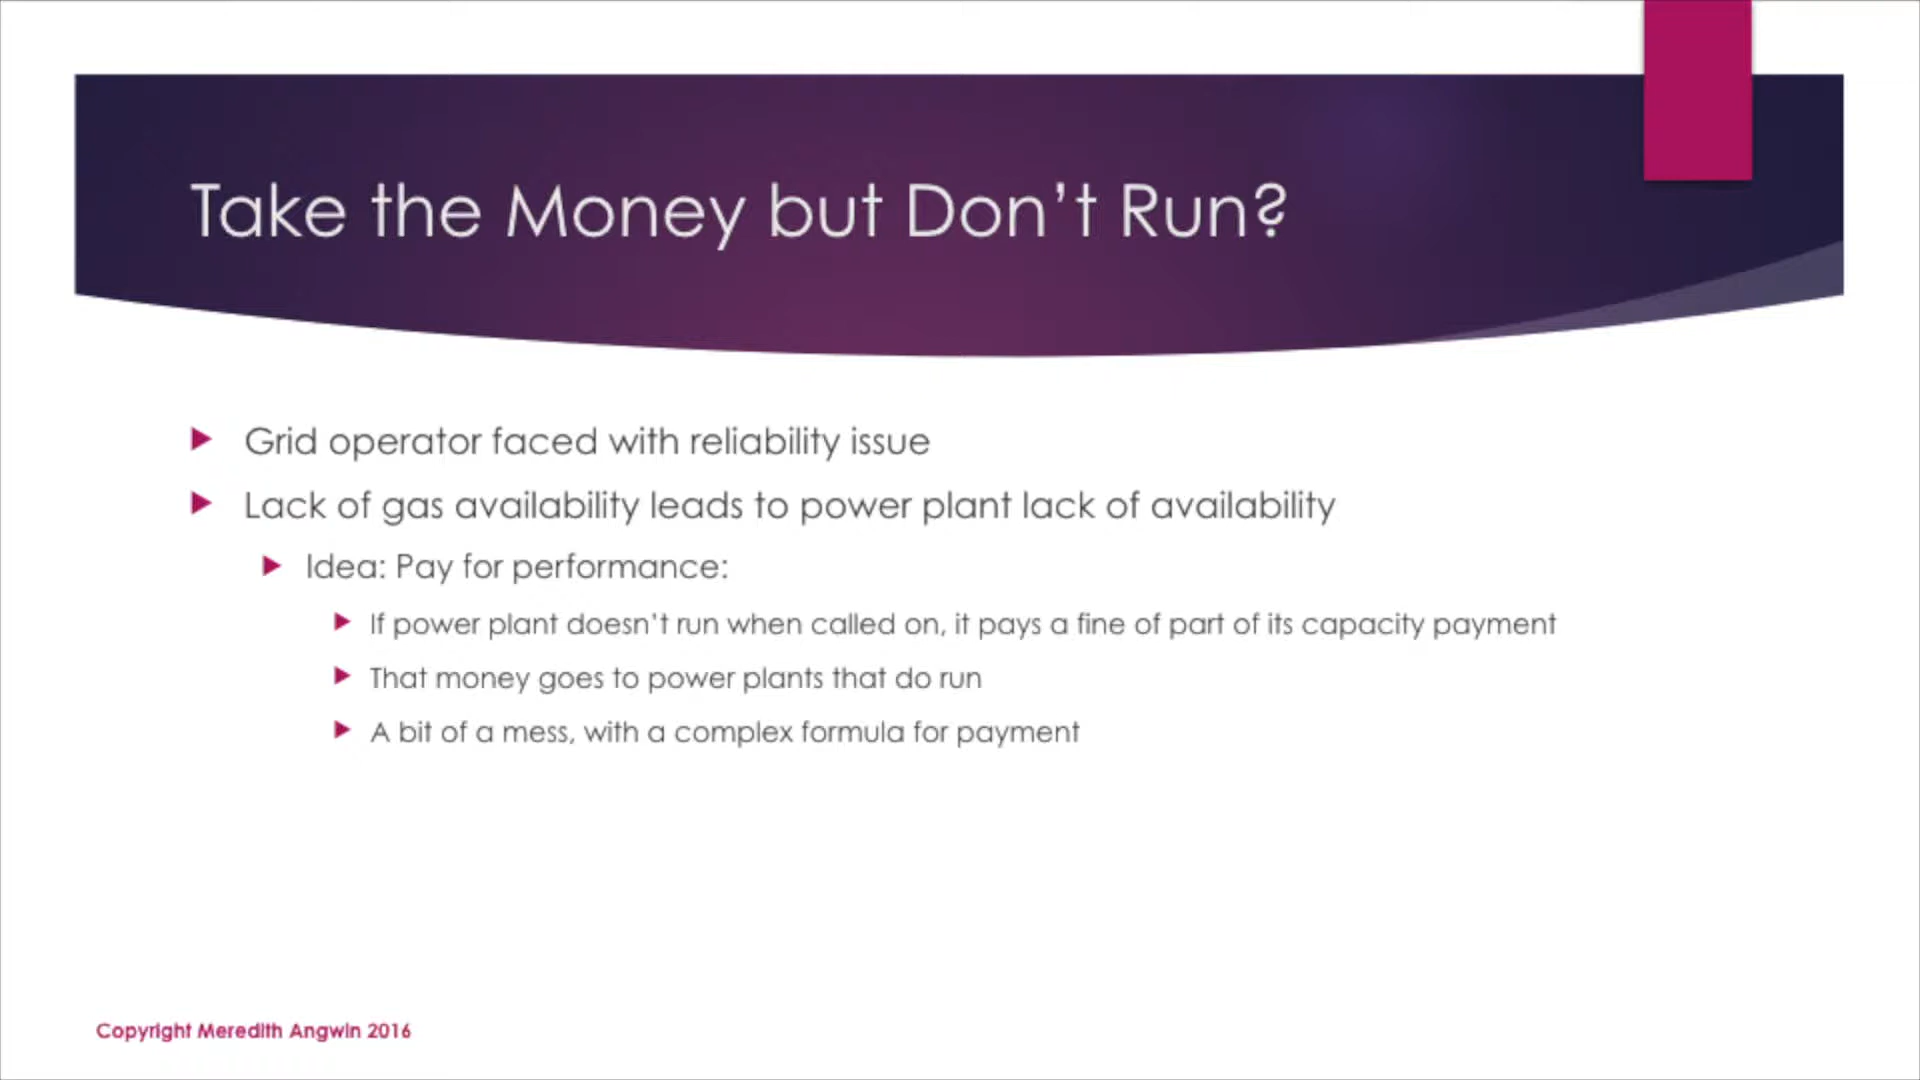 Take the Money but Don't Run?
Grid operator faced with reliability issue
Lack of gas availability leads to power plant lack of availability
Idea: Pay for performance:
If power plant doesn't run when called on, it pays a fine of part of its capacity payment
That money goes to power plants that do run
A bit of a mess, with a complex formula for payment
Copyright Meredith Angwin 2016